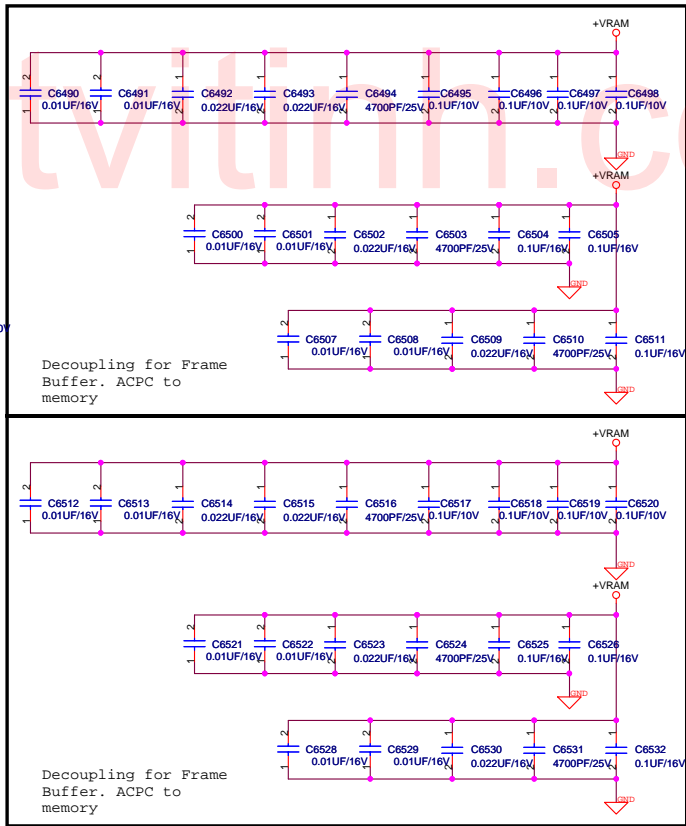 +VRAM
C6490 C6491 C6492 C6493 C6494 C6495 C6496 C6497 C6498
0.01UF/16V 0.01UF/16V 0.022UF/16V 0.022UF/16V 4700PF/25V 0.1UF/10V 0.1UF/10V 0.1UF/10V 0.1UF/10V
GND
tvitinh.co
+VRAM
C6500 C6501 C6502 C6503 C6504 C6505
0.01UF/16V 0.01UF/16V 0.022UF/16V 4700PF/25V 0.1UF/16V 0.1UF/16V
GND
C6507 C6508 C6509 C6510 C6511
0.01UF/16V 0.01UF/16V 0.022UF/16V 4700PF/25V 0.1UF/16V
GND
Decoupling for Frame
Buffer. ACPC to
memory
+VRAM
C6512 C6513 C6514 C6515 C6516 C6517 C6518 C6519 C6520
0.01UF/16V 0.01UF/16V 0.022UF/16V 0.022UF/16V 4700PF/25V 0.1UF/10V 0.1UF/10V 0.1UF/10V 0.1UF/10V
GND
+VRAM
C6521 C6522 C6523 C6524 C6525 C6526
0.01UF/16V 0.01UF/16V 0.022UF/16V 4700PF/25V 0.1UF/16V 0.1UF/16V
GND
C6528 C6529 C6530 C6531 C6532
0.01UF/16V 0.01UF/16V 0.022UF/16V 4700PF/25V 0.1UF/16V
GND
Decoupling for Frame
Buffer. ACPC to
memory